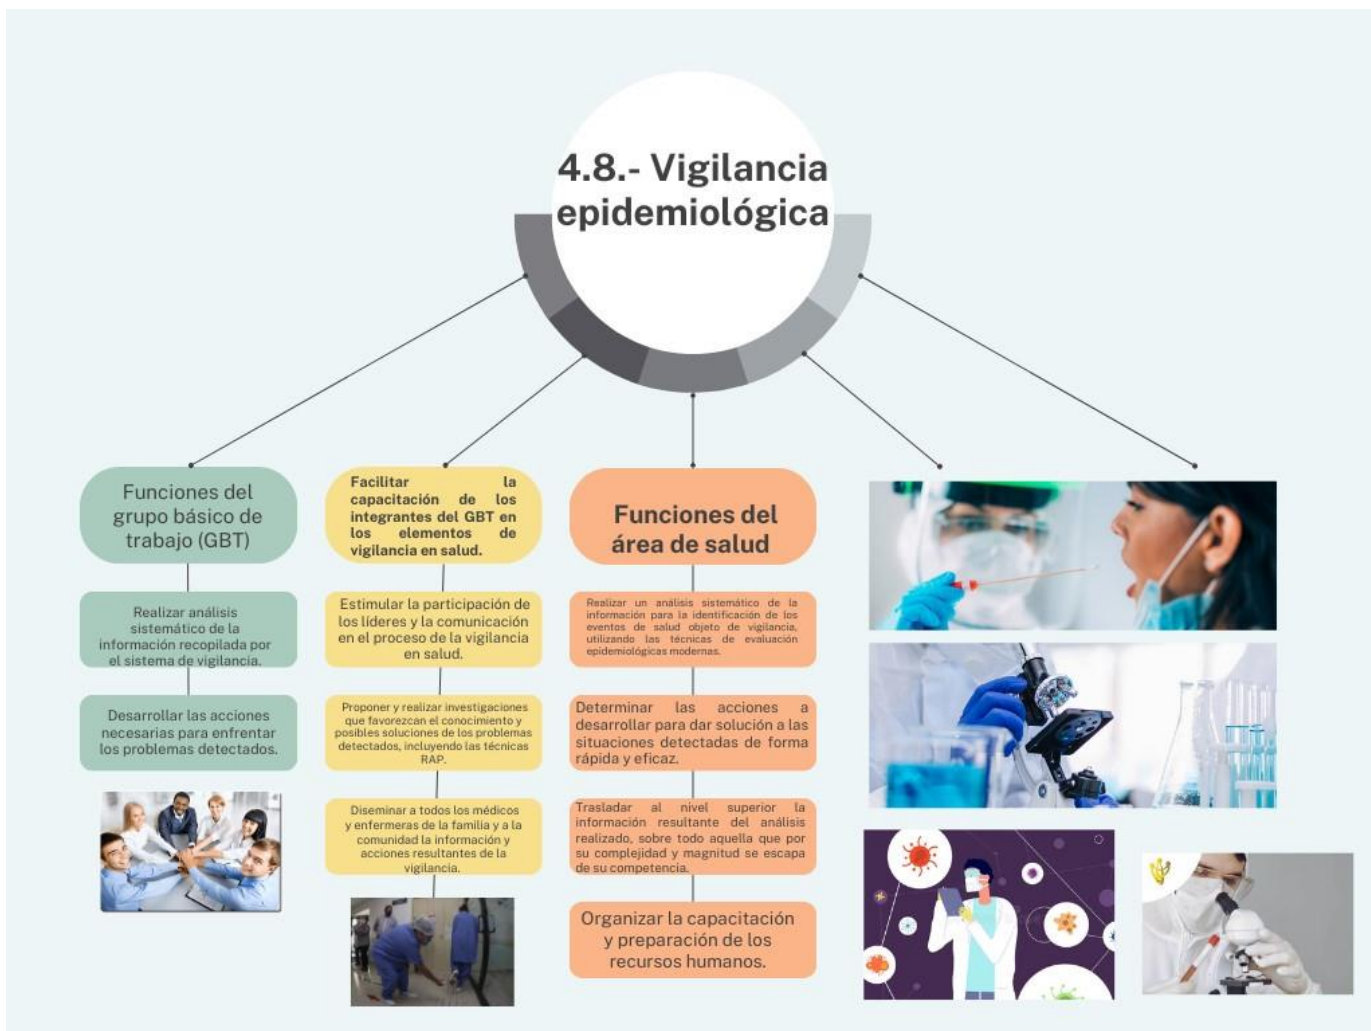 4.8.- Vigilancia
epidemiológica
Funciones del
grupo básico de
trabajo (GBT)
Realizar análisis
sistemático de la
información recopilada por
el sistema de vigilancia.
Desarrollar las acciones
necesarias para enfrentar
los problemas detectados.
Facilitar la
capacitación de los
integrantes del GBT en
los elementos de
vigilancia en salud.
Estimular la participación de
los líderes y la comunicación
en el proceso de la vigilancia
en salud.
Proponer y realizar investigaciones
que favorezcan el conocimiento y
posibles soluciones de los problemas
detectados, incluyendo las técnicas
RAP.
Diseminar a todos los médicos
y enfermeras de la familia y a la
comunidad la información y
acciones resultantes de la
vigilancia.
Funciones del
área de salud
Realizar un análisis sistemático de la
información para la identificación de los
eventos de salud objeto de vigilancia,
utilizando las técnicas de evaluación
epidemiológicas modernas.
Determinar las acciones a
desarrollar para dar solución a las
situaciones detectadas de forma
rápida y eficaz.
Trasladar al nivel superior la
información resultante del análisis
realizado, sobre todo aquella que por
su complejidad y magnitud se escapa
de su competencia.
Organizar la capacitación
y preparación de los
recursos humanos.